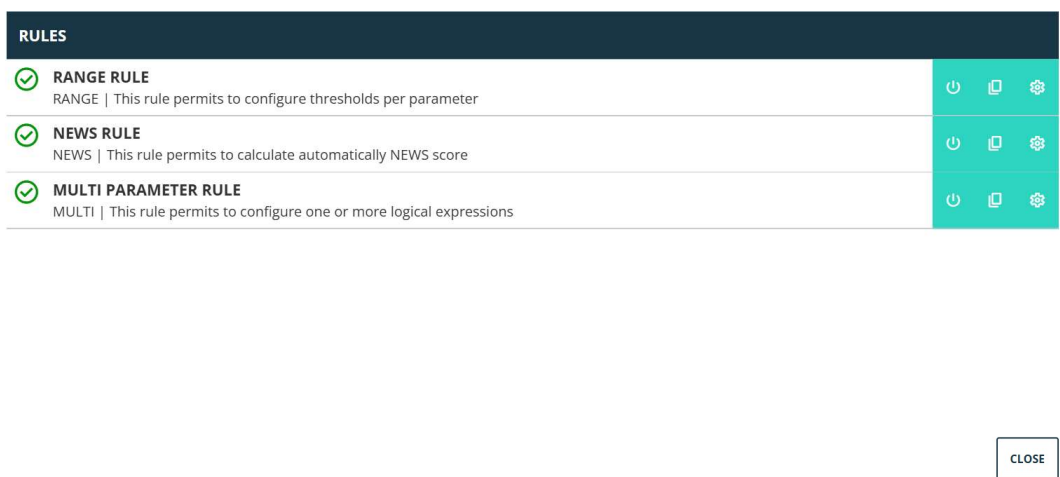 RULES
RANGE RULE
RANGE | This rule permits to configure thresholds per parameter
NEWS RULE
NEWS | This rule permits to calculate automatically NEWS score
MULTI PARAMETER RULE
MULTI | This rule permits to configure one or more logical expressions
CLOSE